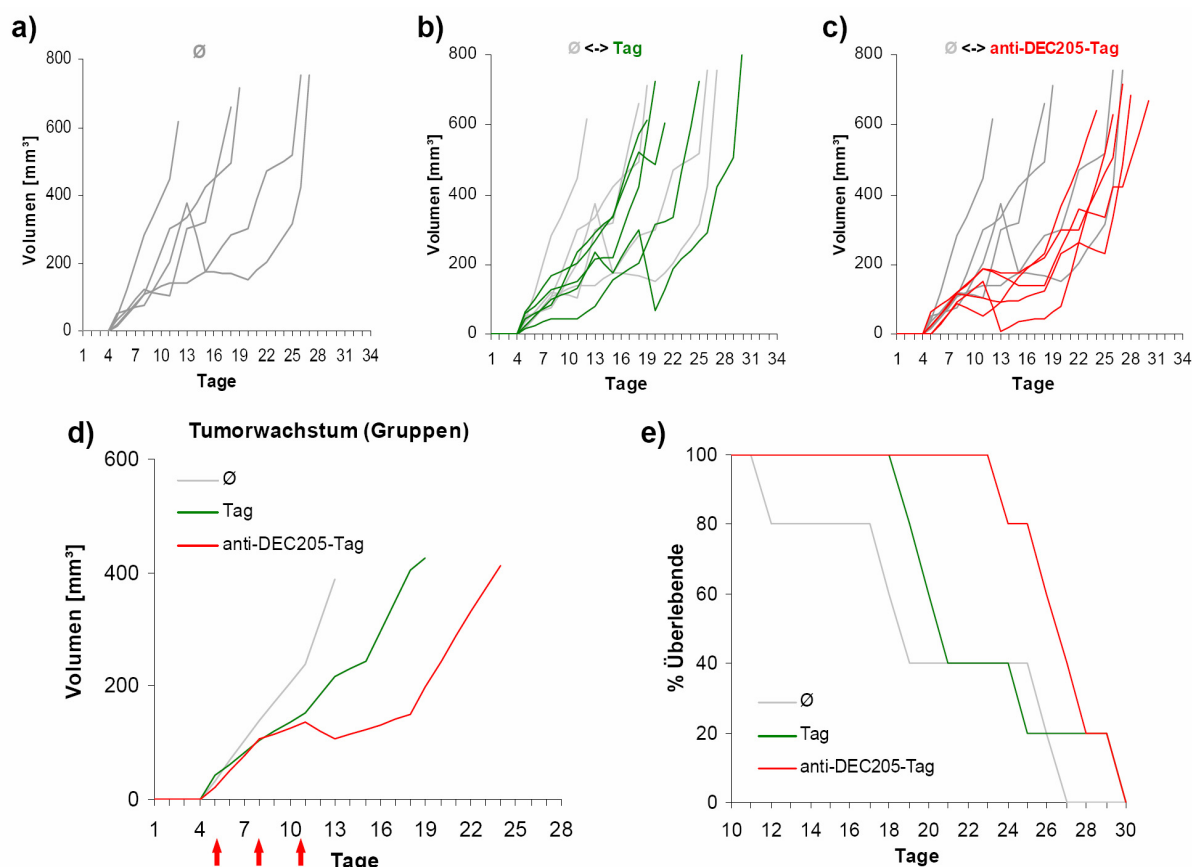 a)
Ø
Volumen [mm³]
800
600
400
200
0
1 4 7 10 13 16 19 22 25 28 31 34
Tage
b)
Ø <-> Tag
Volumen [mm³]
800
600
400
200
0
1 4 7 10 13 16 19 22 25 28 31 34
Tage
c)
Ø <-> anti-DEC205-Tag
Volumen [mm³]
800
600
400
200
0
1 4 7 10 13 16 19 22 25 28 31 34
Tage
d)
Tumorwachstum (Gruppen)
Volumen [mm³]
600
400
200
0
Ø
Tag
anti-DEC205-Tag
1 4 7 10 13 16 19 22 25 28
Tage
e)
% Überlebende
100
80
60
40
20
0
Ø
Tag
anti-DEC205-Tag
10 12 14 16 18 20 22 24 26 28 30
Tage